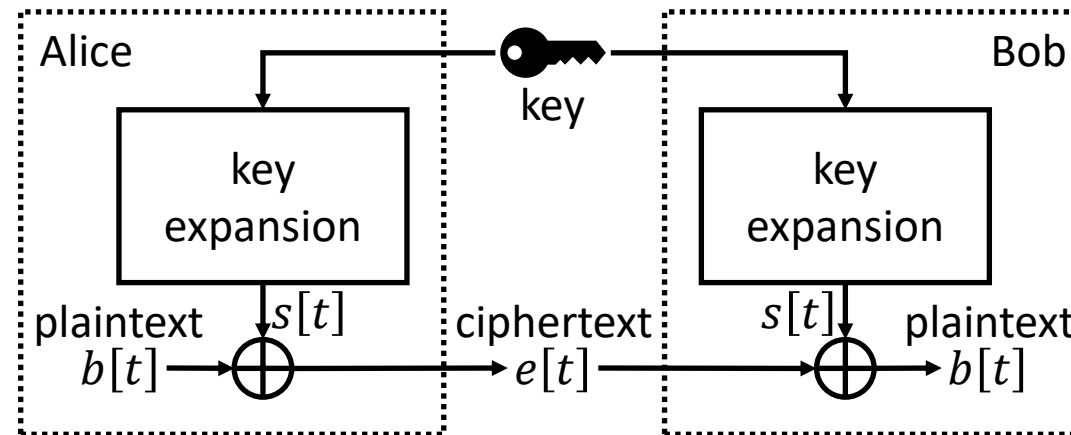 Alice
Bob
key
key
expansion
key
expansion
plaintext
s[t]
ciphertext
s[t]
plaintext
b[t]
e[t]
b[t]